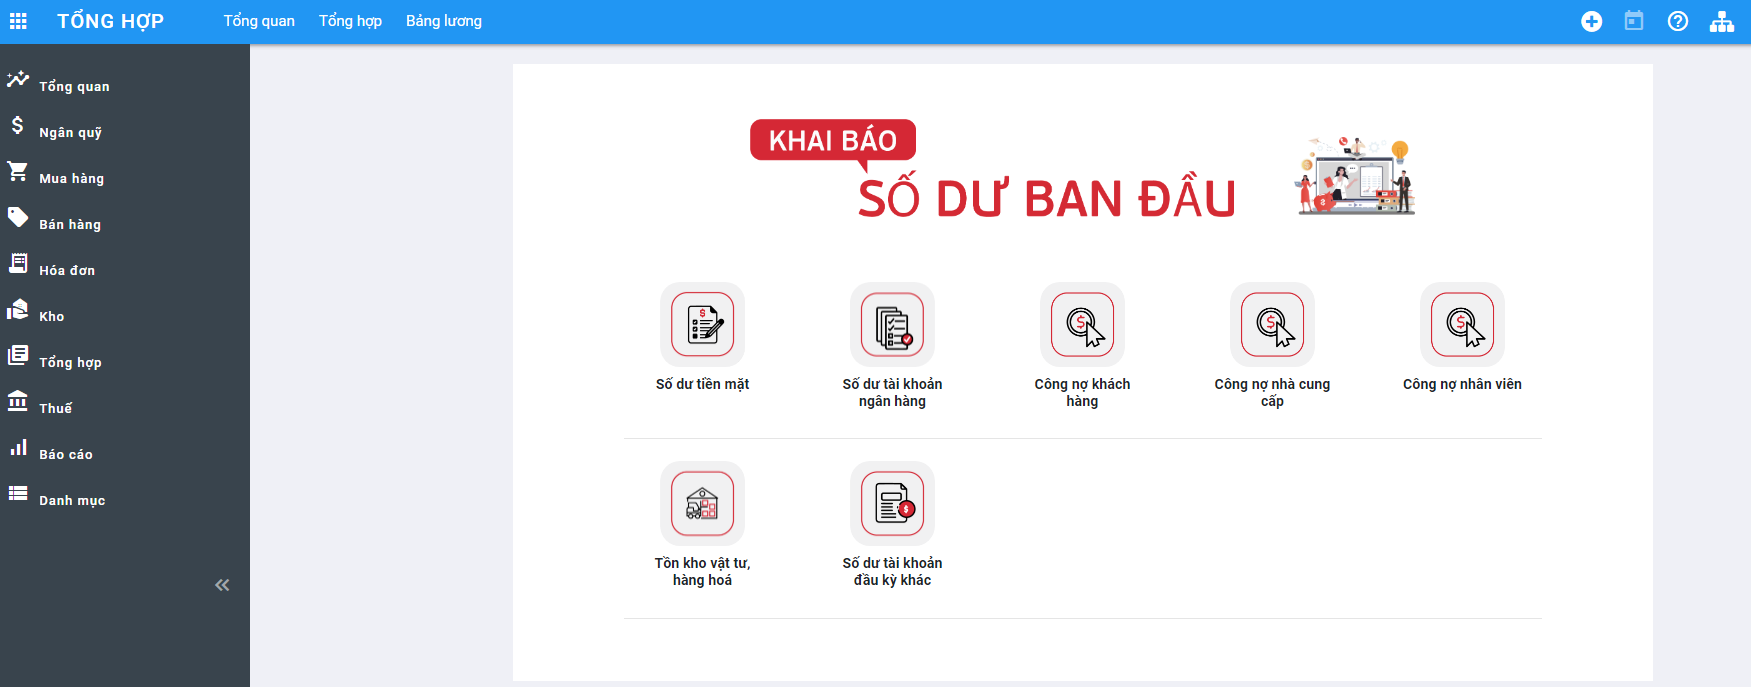 TỔNG HỢP
Tổng quan
Tổng hợp
Bảng lương
Tổng quan
Ngân quỹ
Mua hàng
Bán hàng
Hóa đơn
Kho
Tổng hợp
Thuế
Báo cáo
Danh mục
KHAI BÁO
SỐ DƯ BAN ĐẦU
Số dư tiền mặt
Số dư tài khoản
ngân hàng
Công nợ khách
hàng
Công nợ nhà cung
cấp
Công nợ nhân viên
Tồn kho vật tư,
hàng hoá
Số dư tài khoản
đầu kỳ khác